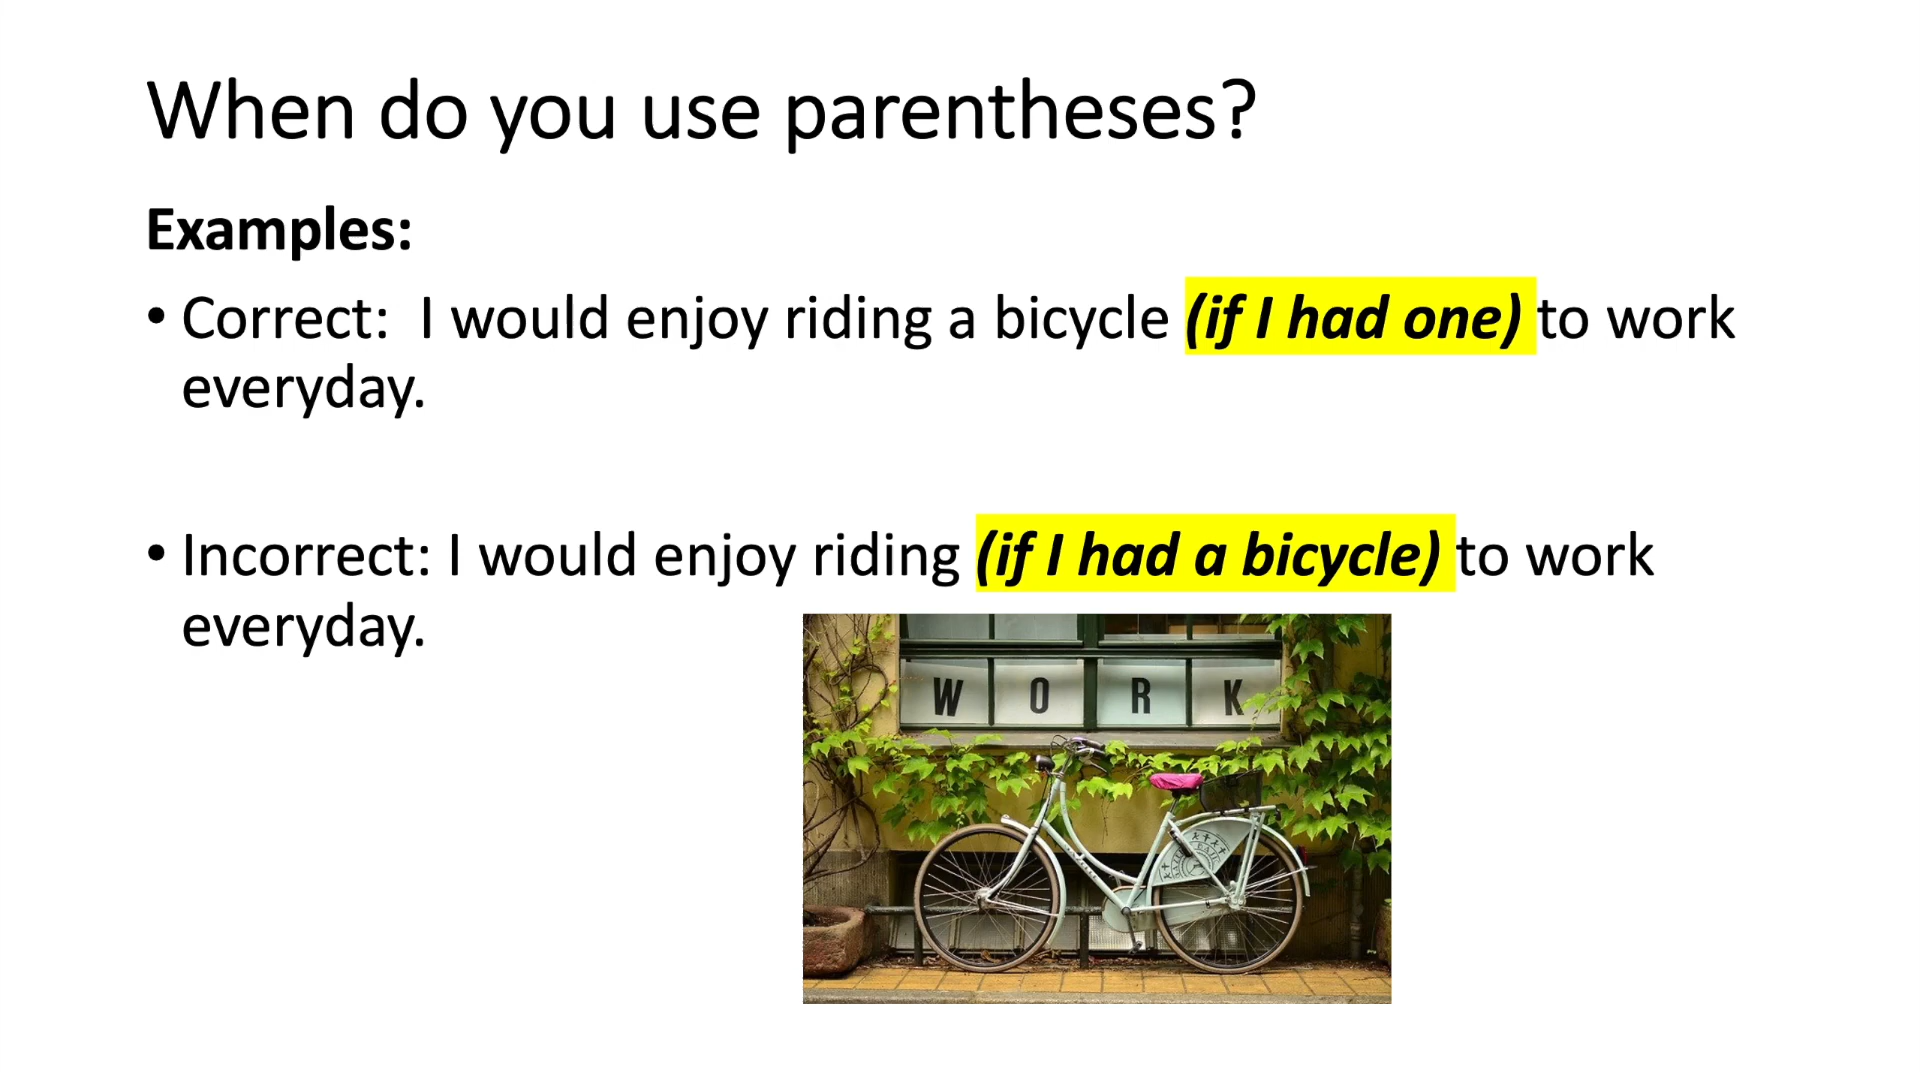 When do you use parentheses?
Examples:
• Correct:  I would enjoy riding a bicycle (if I had one) to work
everyday.
• Incorrect: I would enjoy riding (if I had a bicycle) to work
everyday.
W O R K